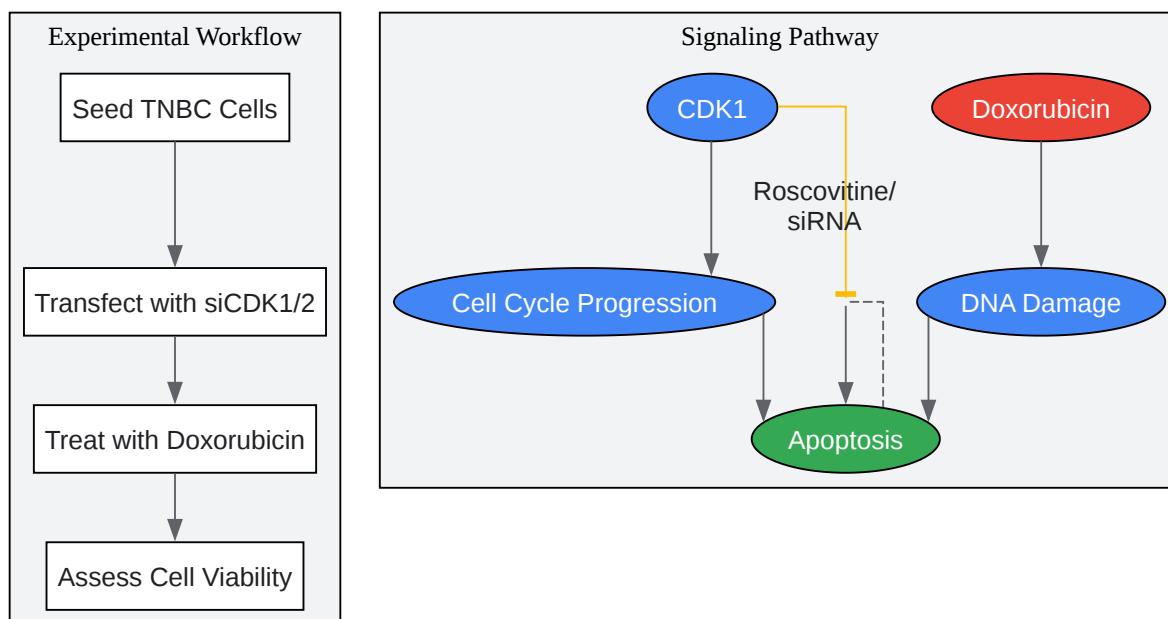 Experimental Workflow
Seed TNBC Cells
Transfect with siCDK1/2
Treat with Doxorubicin
Assess Cell Viability
Signaling Pathway
CDK1
Doxorubicin
Roscovitine/
siRNA
Cell Cycle Progression
DNA Damage
Apoptosis